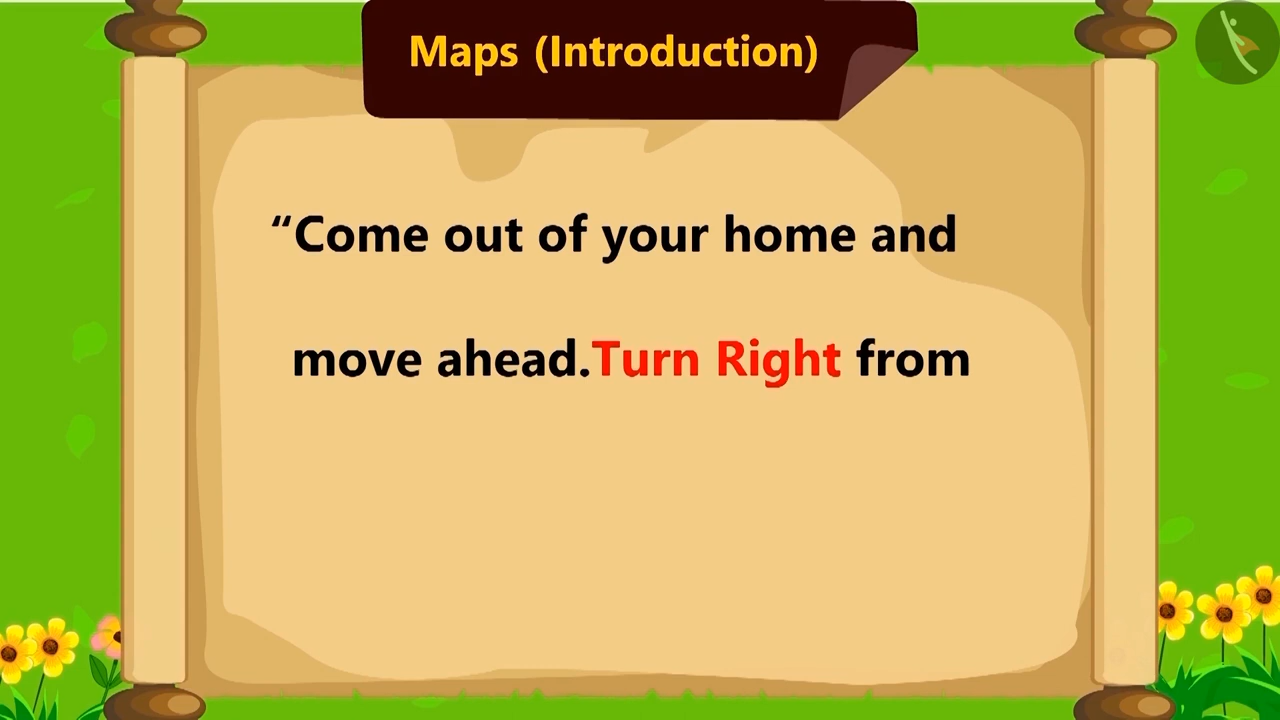 Maps (Introduction)
“Come out of your home and
move ahead.Turn Right from